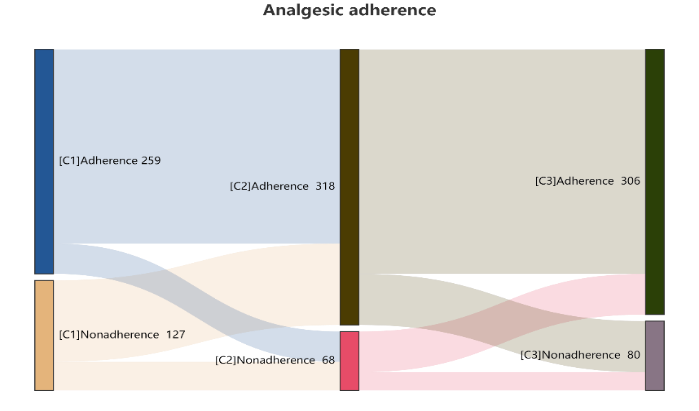 Analgesic adherence
[C1]Adherence 259
[C2]Adherence 318
[C3]Adherence 306
[C1]Nonadherence 127
[C2]Nonadherence 68
[C3]Nonadherence 80